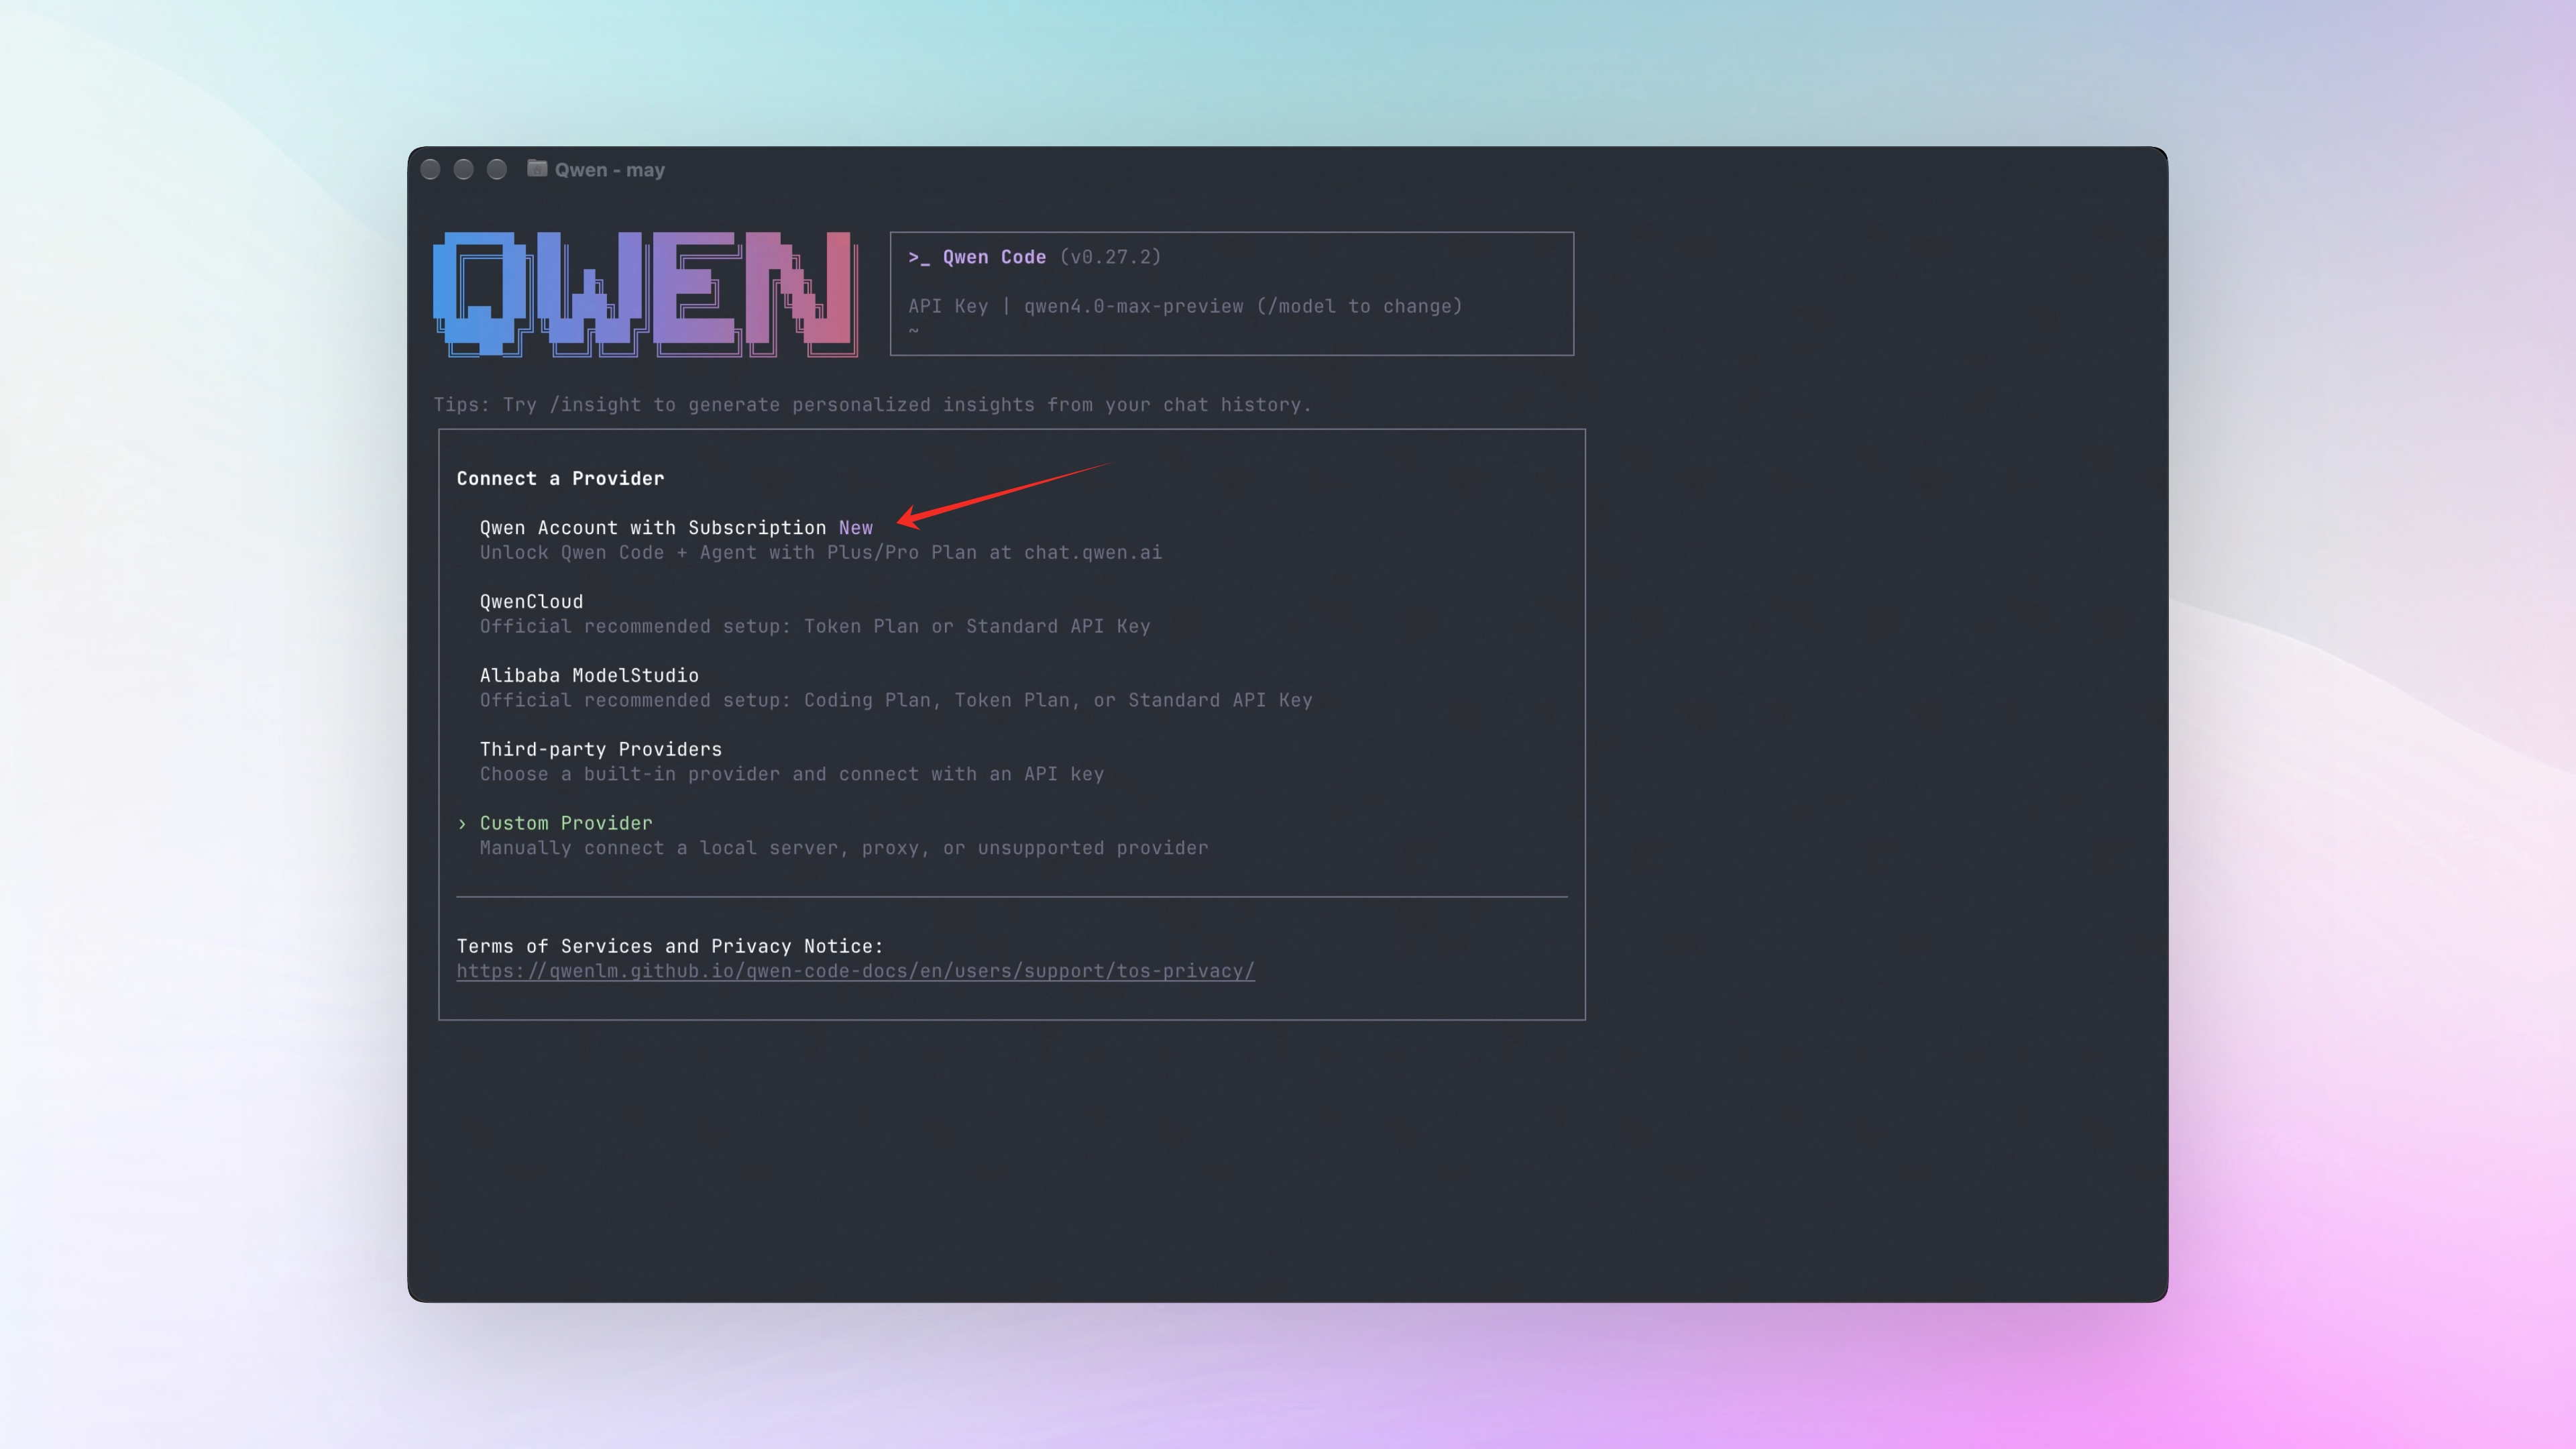 Qwen - may
QWEN
>_ Qwen Code (v0.27.2)
API Key | qwen4.0-max-preview (/model to change)
~
Tips: Try /insight to generate personalized insights from your chat history.
Connect a Provider
Qwen Account with Subscription New
Unlock Qwen Code + Agent with Plus/Pro Plan at chat.qwen.ai
QwenCloud
Official recommended setup: Token Plan or Standard API Key
Alibaba ModelStudio
Official recommended setup: Coding Plan, Token Plan, or Standard API Key
Third-party Providers
Choose a built-in provider and connect with an API key
› Custom Provider
Manually connect a local server, proxy, or unsupported provider
Terms of Services and Privacy Notice:
https://qwenlm.github.io/qwen-code-docs/en/users/support/tos-privacy/